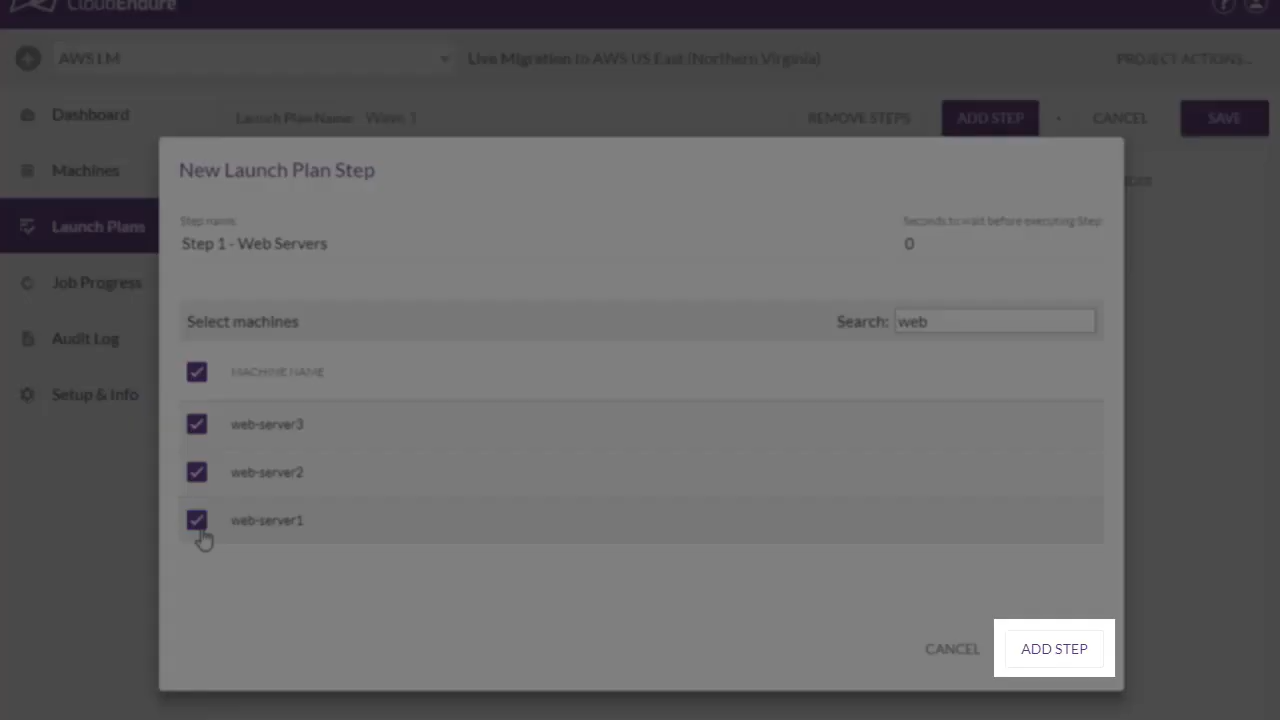 CloudEndure
AWS LM
Live Migration to AWS US East (Northern Virginia)
PROJECT ACTIONS...
Dashboard
Machines
Launch Plans
Job Progress
Audit Log
Setup & Info
Launch Plan Name: Wave 1
REMOVE STEPS
ADD STEP
CANCEL
SAVE
New Launch Plan Step
Step name
Seconds to wait before executing Step
Step 1 - Web Servers
0
Select machines
Search: web
MACHINE NAME
web-server3
web-server2
web-server1
CANCEL
ADD STEP